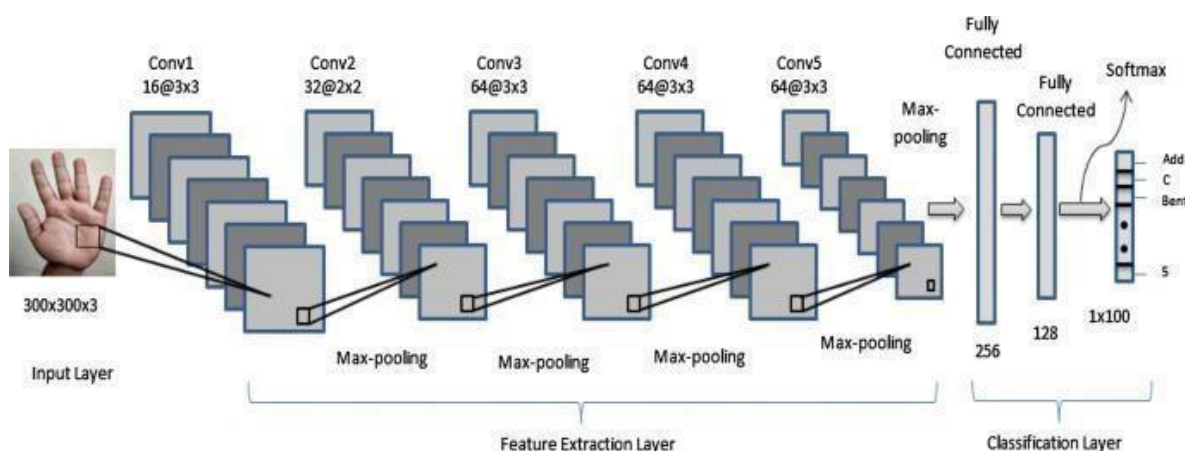 Conv1
16@3x3
Conv2
32@2x2
Conv3
64@3x3
Conv4
64@3x3
Conv5
64@3x3
Max-
pooling
Fully
Connected
Fully
Connected
Softmax
Add
C
Bent
5
300x300x3
Input Layer
Max-pooling
Max-pooling
Max-pooling
Max-pooling
256
128
1x100
Feature Extraction Layer
Classification Layer